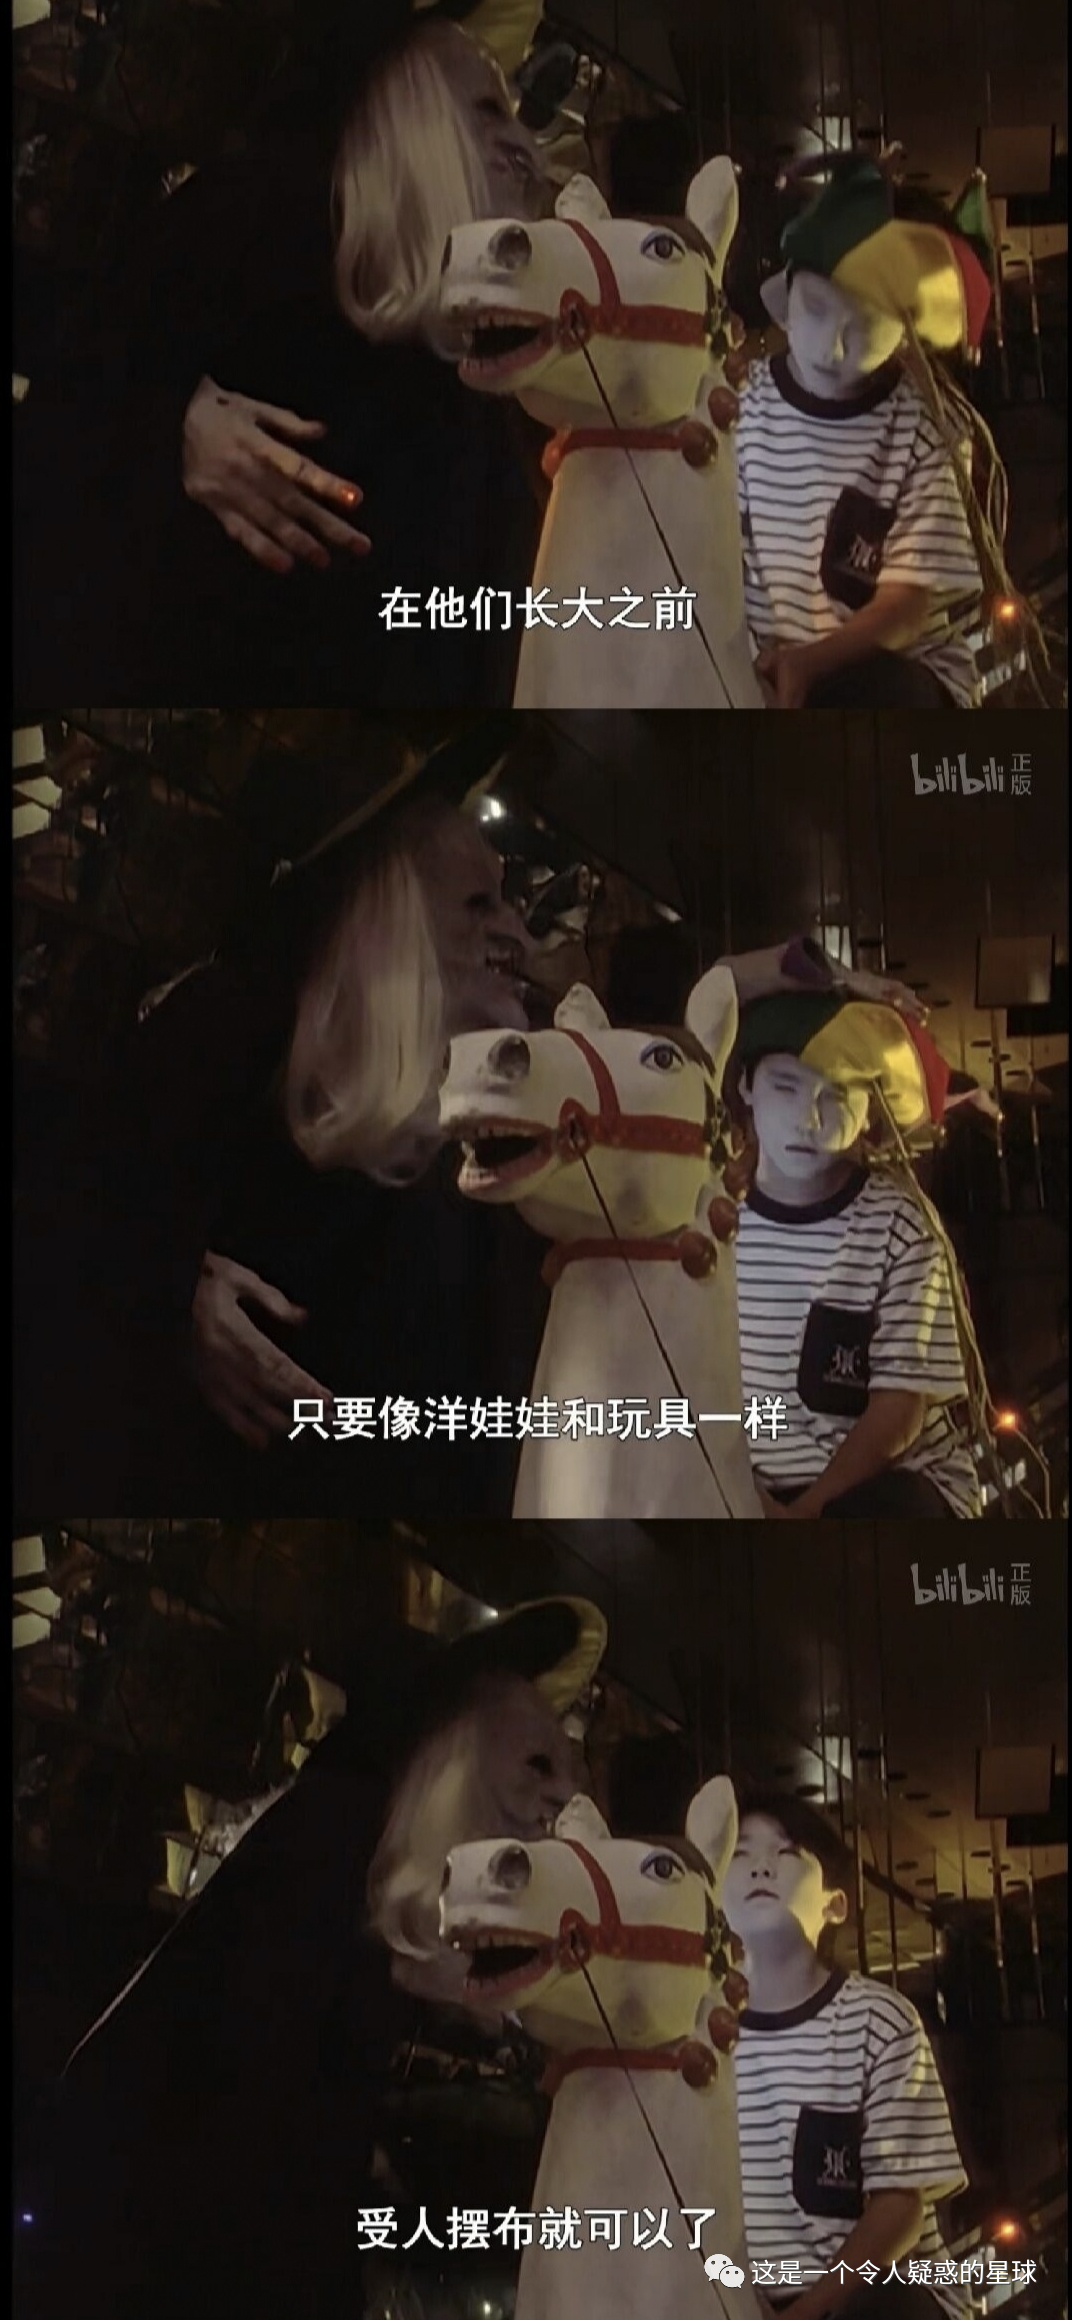 在他们长大之前
bilibili 正版
只要像洋娃娃和玩具一样
bilibili 正版
受人摆布就可以了
这是一个令人疑惑的星球